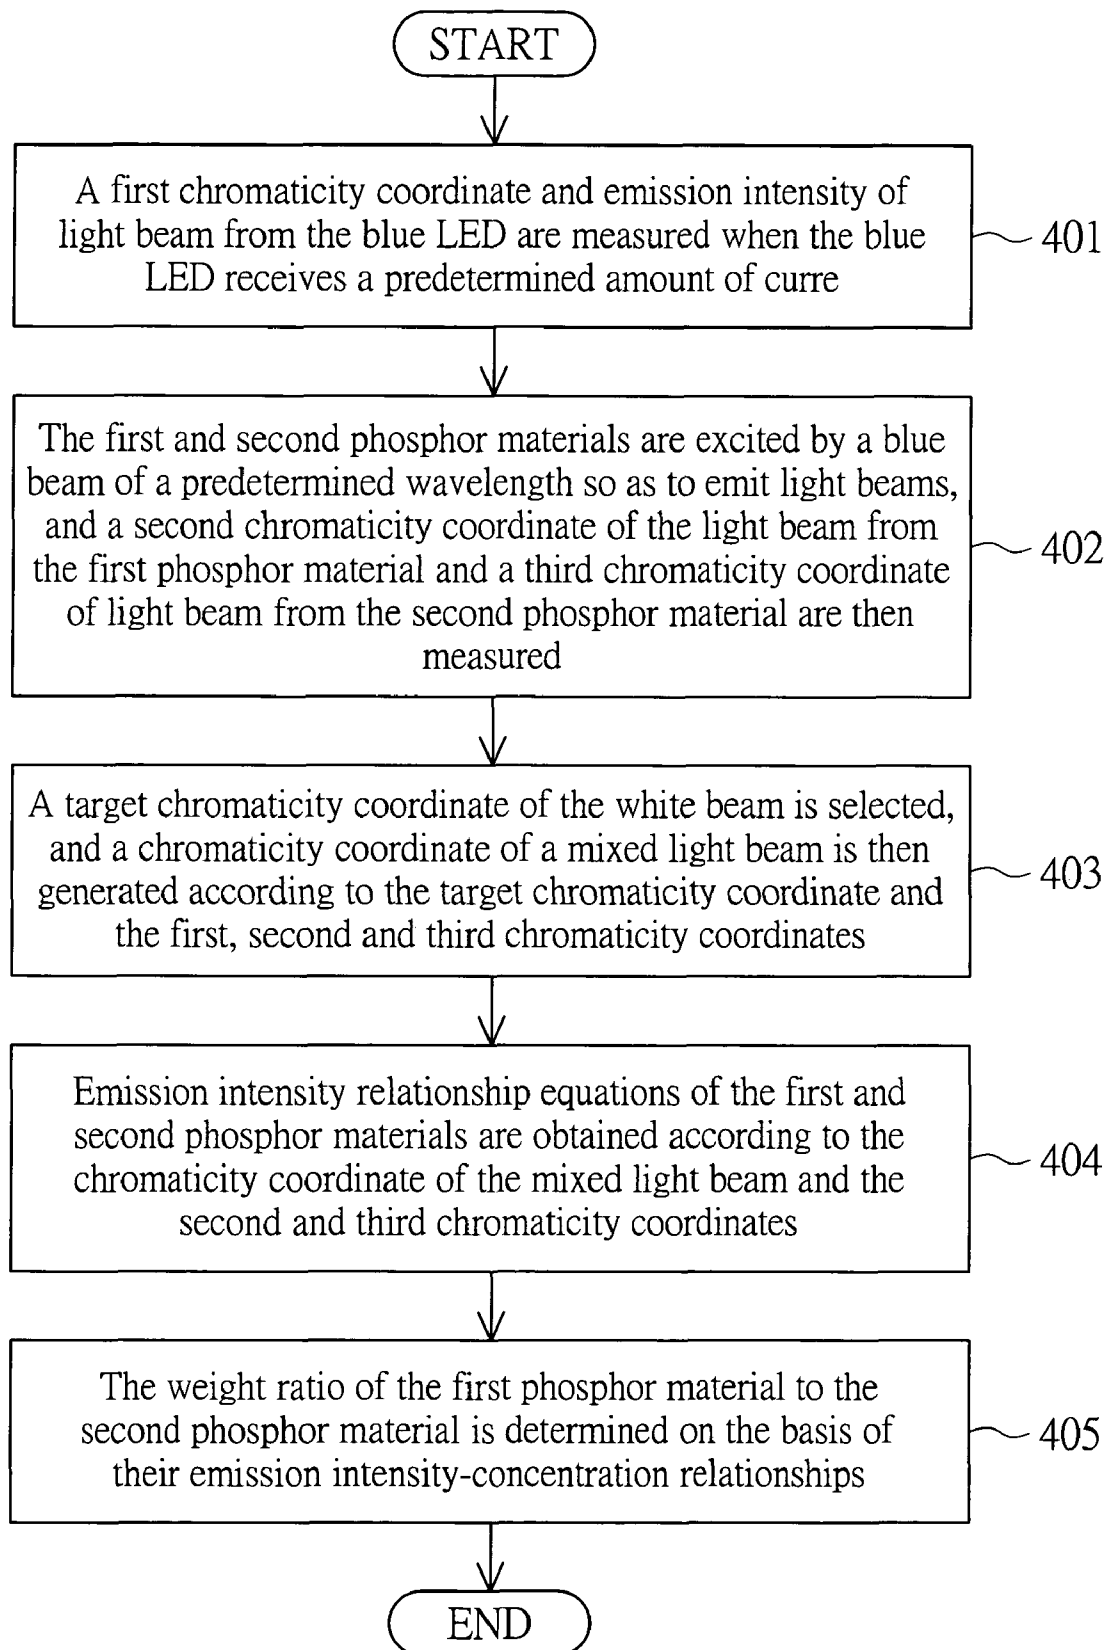 START
A first chromaticity coordinate and emission intensity of
light beam from the blue LED are measured when the blue
LED receives a predetermined amount of curre
401
The first and second phosphor materials are excited by a blue
beam of a predetermined wavelength so as to emit light beams,
and a second chromaticity coordinate of the light beam from
the first phosphor material and a third chromaticity coordinate
of light beam from the second phosphor material are then
measured
402
A target chromaticity coordinate of the white beam is selected,
and a chromaticity coordinate of a mixed light beam is then
generated according to the target chromaticity coordinate and
the first, second and third chromaticity coordinates
403
Emission intensity relationship equations of the first and
second phosphor materials are obtained according to the
chromaticity coordinate of the mixed light beam and the
second and third chromaticity coordinates
404
The weight ratio of the first phosphor material to the
second phosphor material is determined on the basis of
their emission intensity-concentration relationships
405
END